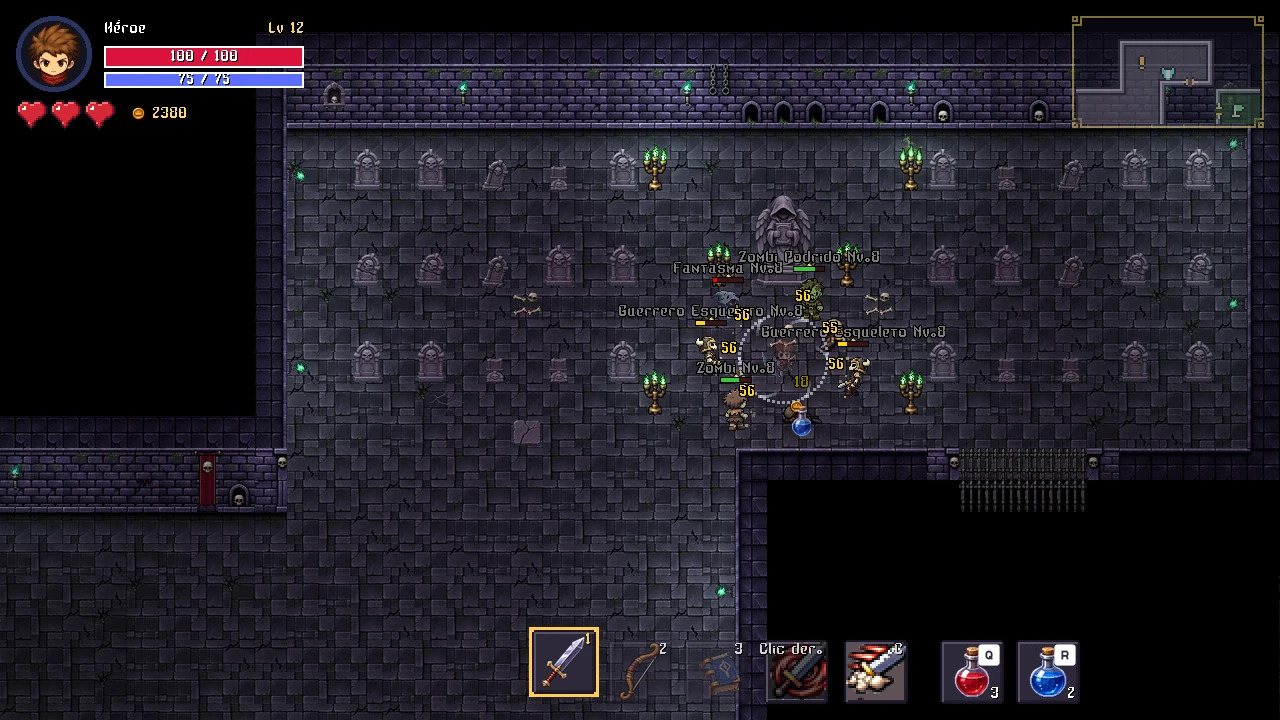 Héroe
Lv 12
100 / 100
75 / 75
2380
Zombi Podrido Nv.8
Fantasma Nv.8
56
Guerrero Esqueleto Nv.8
56
55
Guerrero Esqueleto Nv.8
56
56
Zombi Nv.8
18
56
1
2
3
Clic der.
Q
3
R
2